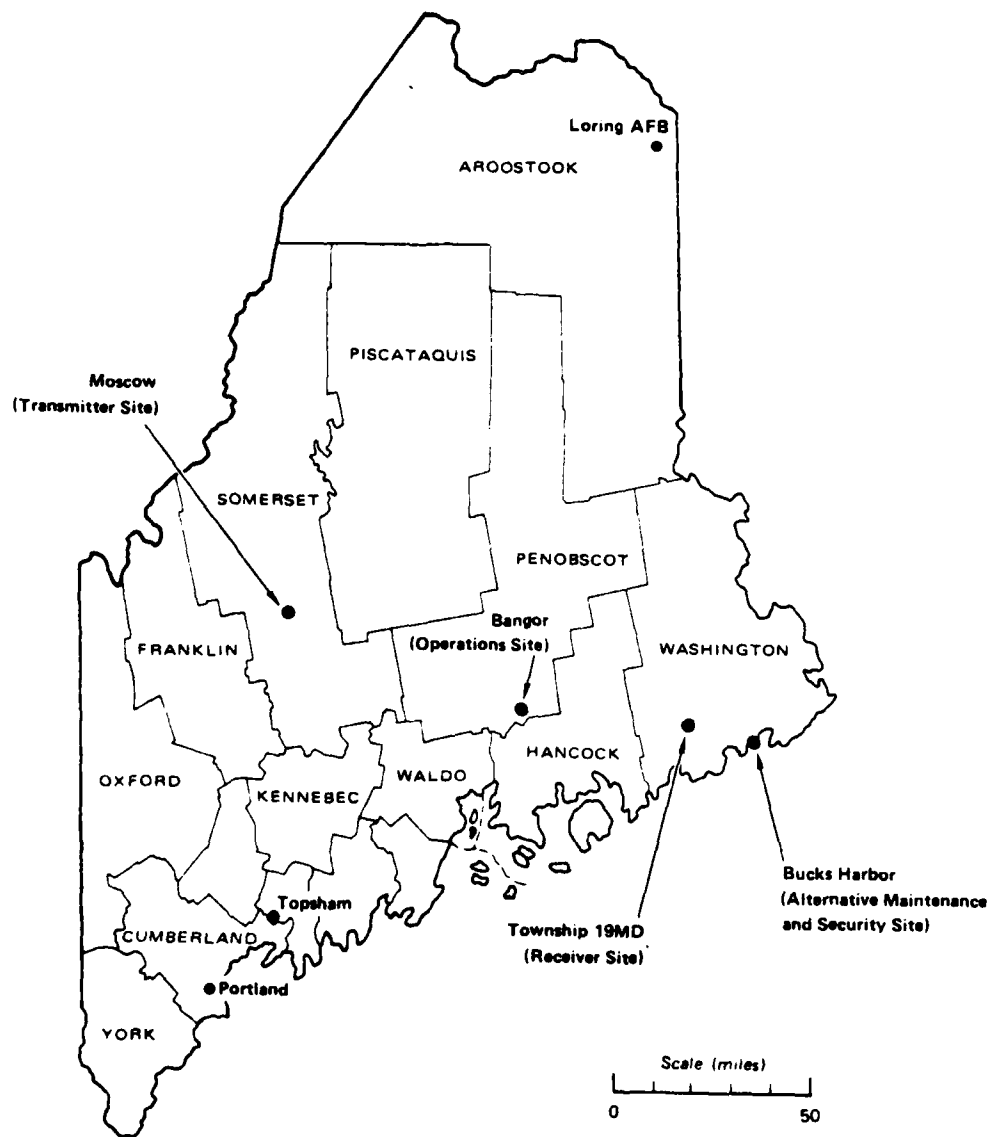 Loring AFB
AROOSTOOK
PISCATAQUIS
Moscow
(Transmitter Site)
SOMERSET
PENOBSCOT
Bangor
(Operations Site)
FRANKLIN
WASHINGTON
HANCOCK
OXFORD
WALDO
KENNEBEC
Bucks Harbor
(Alternative Maintenance
and Security Site)
Topsham
Township 19MD
(Receiver Site)
CUMBERLAND
Portland
YORK
Scale (miles)
0 50